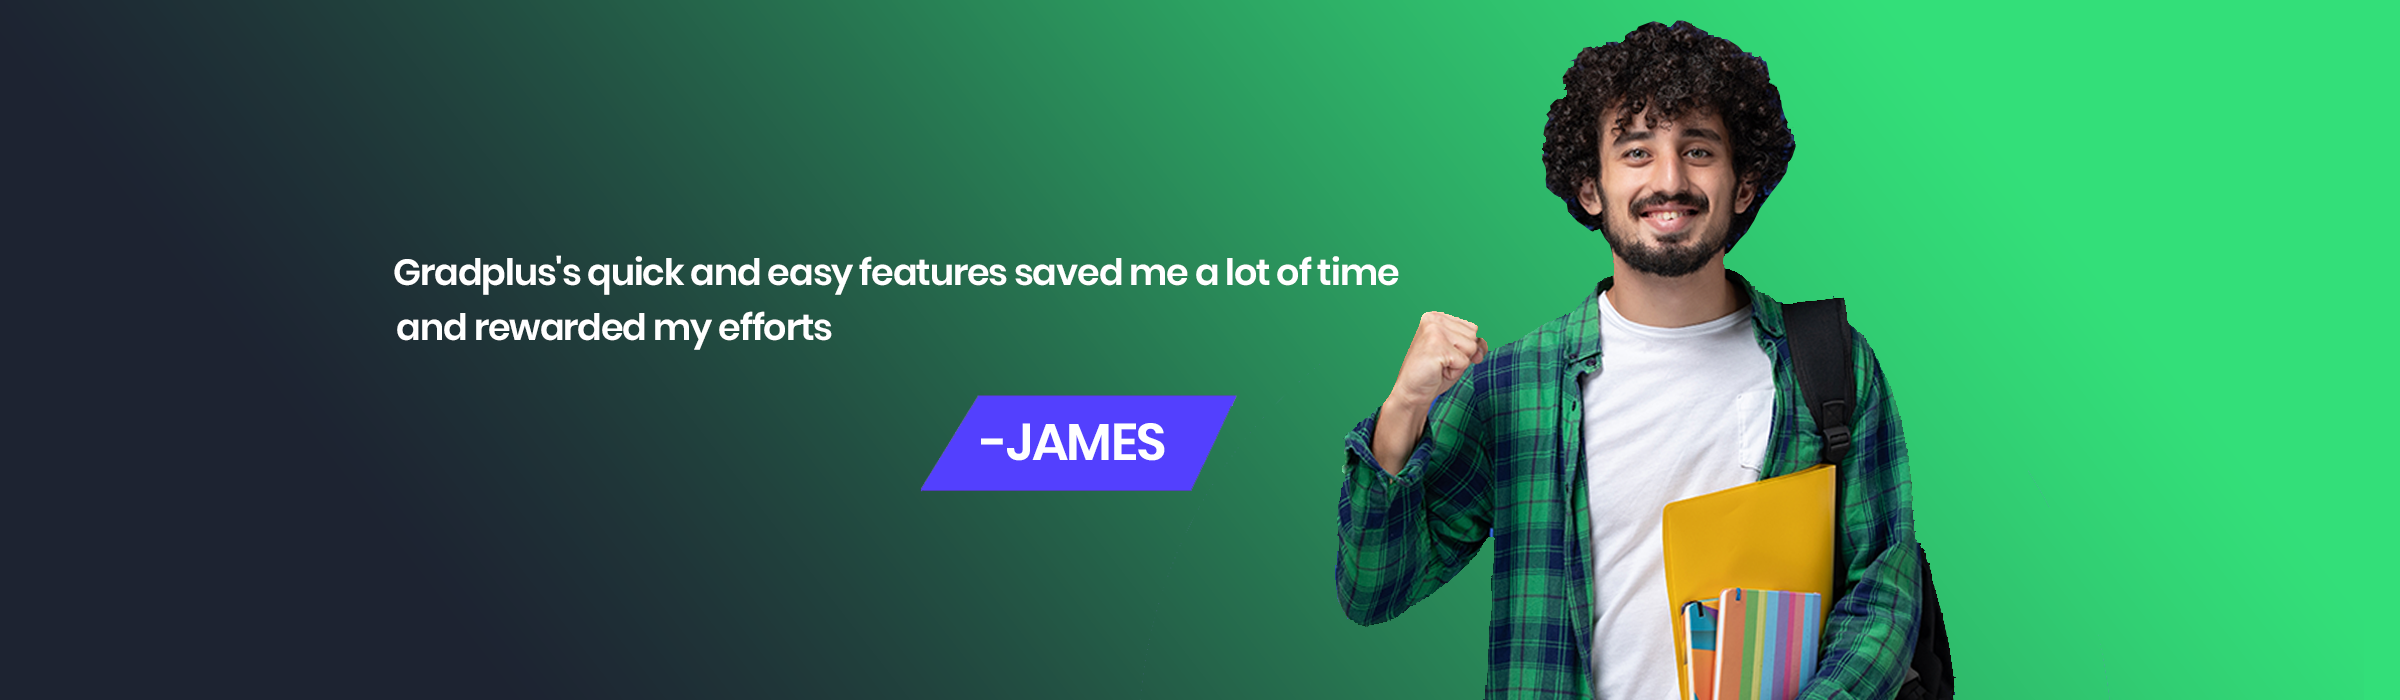 Gradplus's quick and easy features saved me a lot of time
and rewarded my efforts
-JAMES